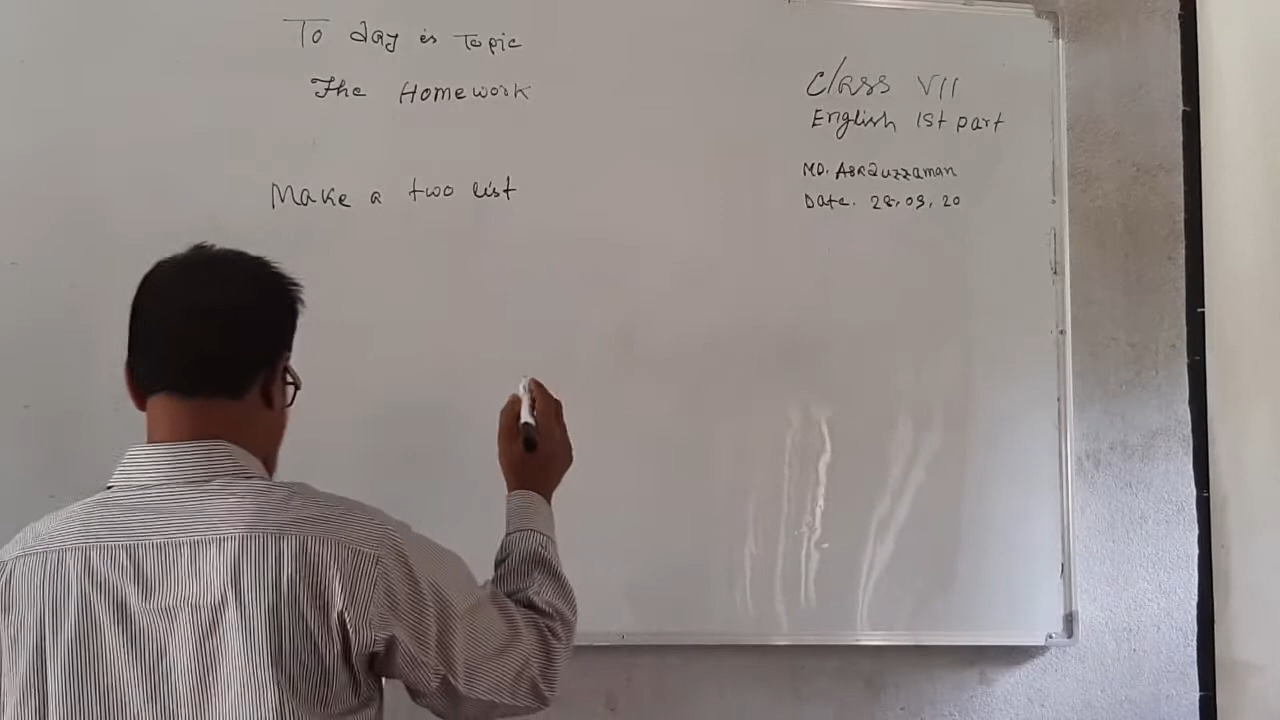 To day is Topic
The Homework
Make a two list
Class VII
English 1st part
MD. Asaduzzaman
Date. 28.09.20